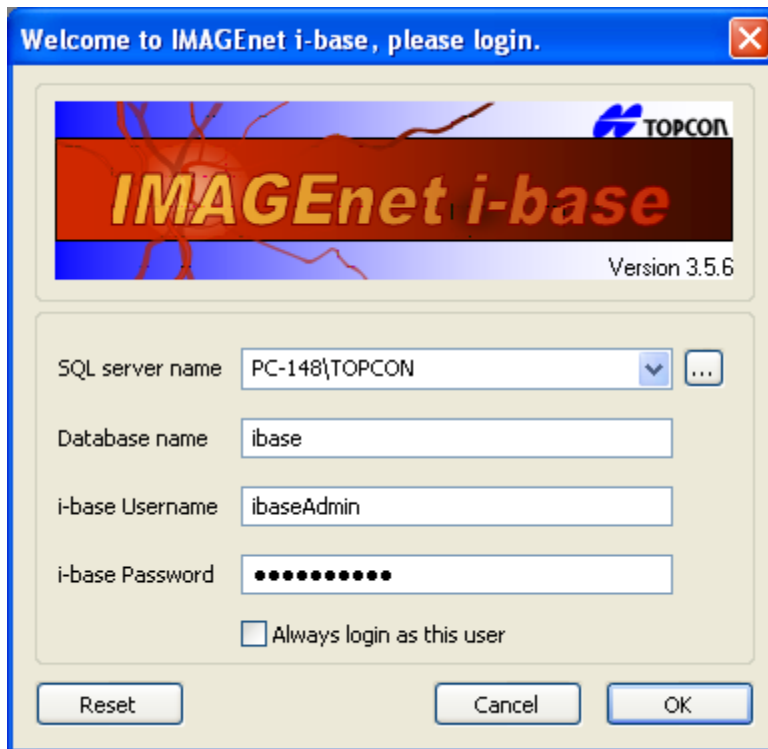 Welcome to IMAGEnet i-base, please login.
TOPCON
IMAGEnet i-base
Version 3.5.6
SQL server name PC-148\TOPCON ...
Database name ibase
i-base Username ibaseAdmin
i-base Password ●●●●●●●●●●
Always login as this user
Reset Cancel OK